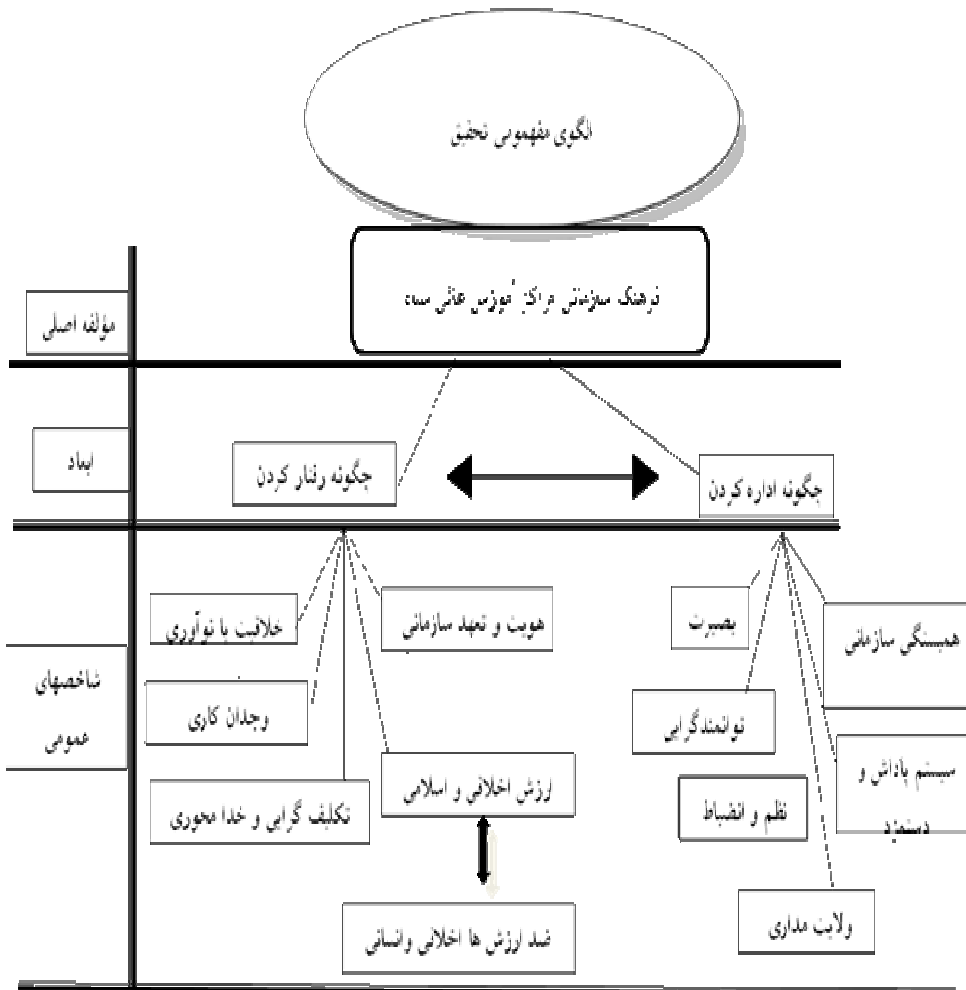 الگوی مفهومی تحقیق
فرهنگ سازمانی مراکز آموزش عالی
مؤلفه اصلی
ابعاد
چگونه اداره کردن
چگونه رفتار کردن
شاخصهای
عمومی
همبستگی سازمانی
بصیرت
توانمندگرایی
سیستم پاداش و
دستمزد
نظم و انضباط
ولایت مداری
هویت و تعهد سازمانی
خلاقیت یا نوآوری
وجدان کاری
ارزش اخلاقی و اسلامی
تکلیف گرایی و خدا محوری
ضد ارزش ها اخلاقی وانسانی